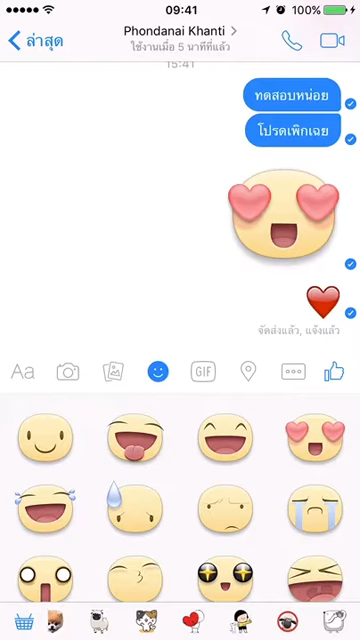 09:41
100%
ล่าสุด
Phondanai Khanti
ใช้งานเมื่อ 5 นาทีที่แล้ว
15:41
ทดสอบหน่อย
โปรดเพิกเฉย
จัดส่งแล้ว, แจ้งแล้ว
Aa
GIF